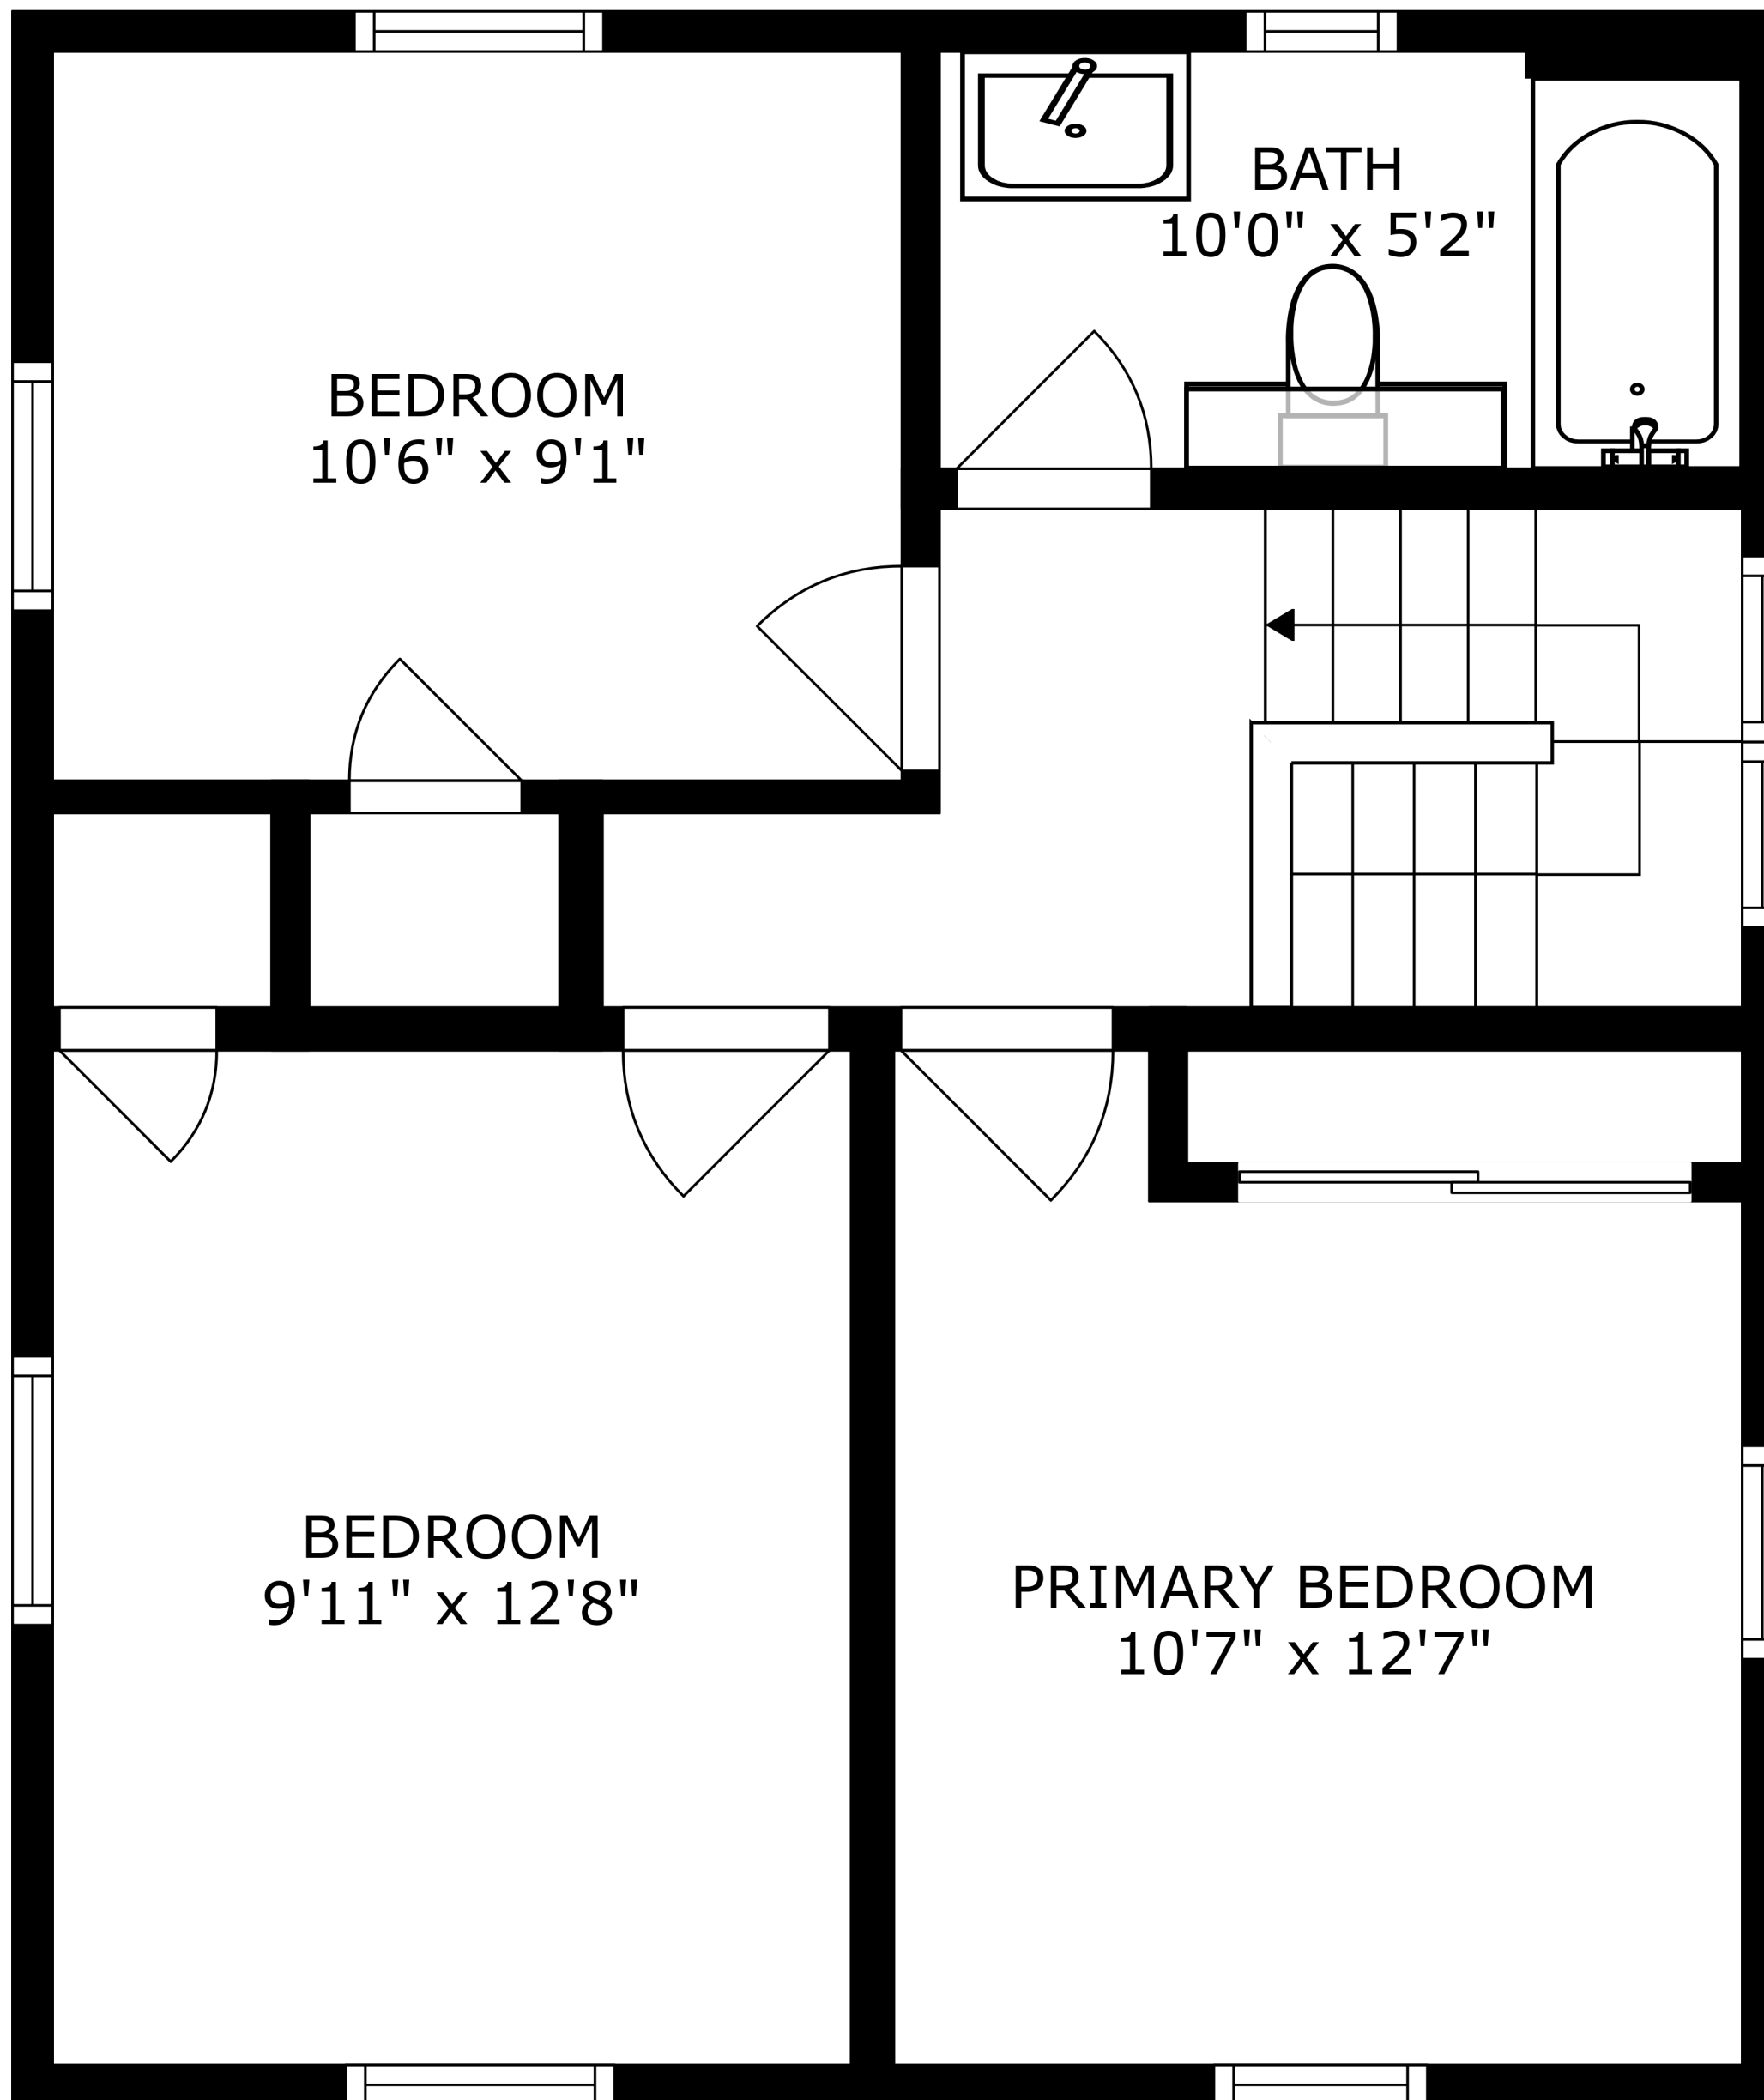 BATH
10'0" x 5'2"
BEDROOM
10'6" x 9'1"
BEDROOM
9'11" x 12'8"
PRIMARY BEDROOM
10'7" x 12'7"